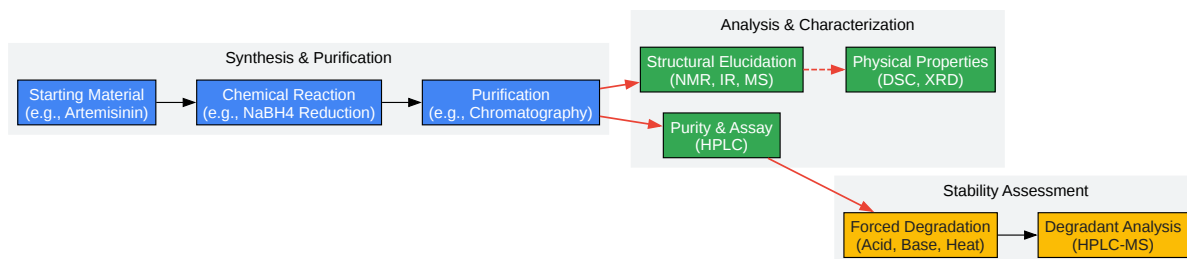 Synthesis & Purification
Starting Material
(e.g., Artemisinin)
Chemical Reaction
(e.g., NaBH4 Reduction)
Purification
(e.g., Chromatography)
Analysis & Characterization
Structural Elucidation
(NMR, IR, MS)
Physical Properties
(DSC, XRD)
Purity & Assay
(HPLC)
Stability Assessment
Forced Degradation
(Acid, Base, Heat)
Degradant Analysis
(HPLC-MS)